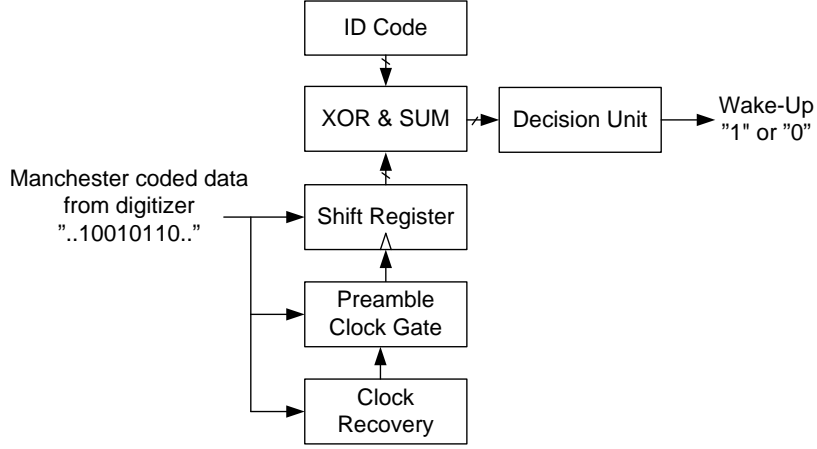 ID Code
XOR & SUM
Decision Unit
Wake-Up
"1" or "0"
Manchester coded data
from digitizer
"..10010110.."
Shift Register
Preamble
Clock Gate
Clock
Recovery